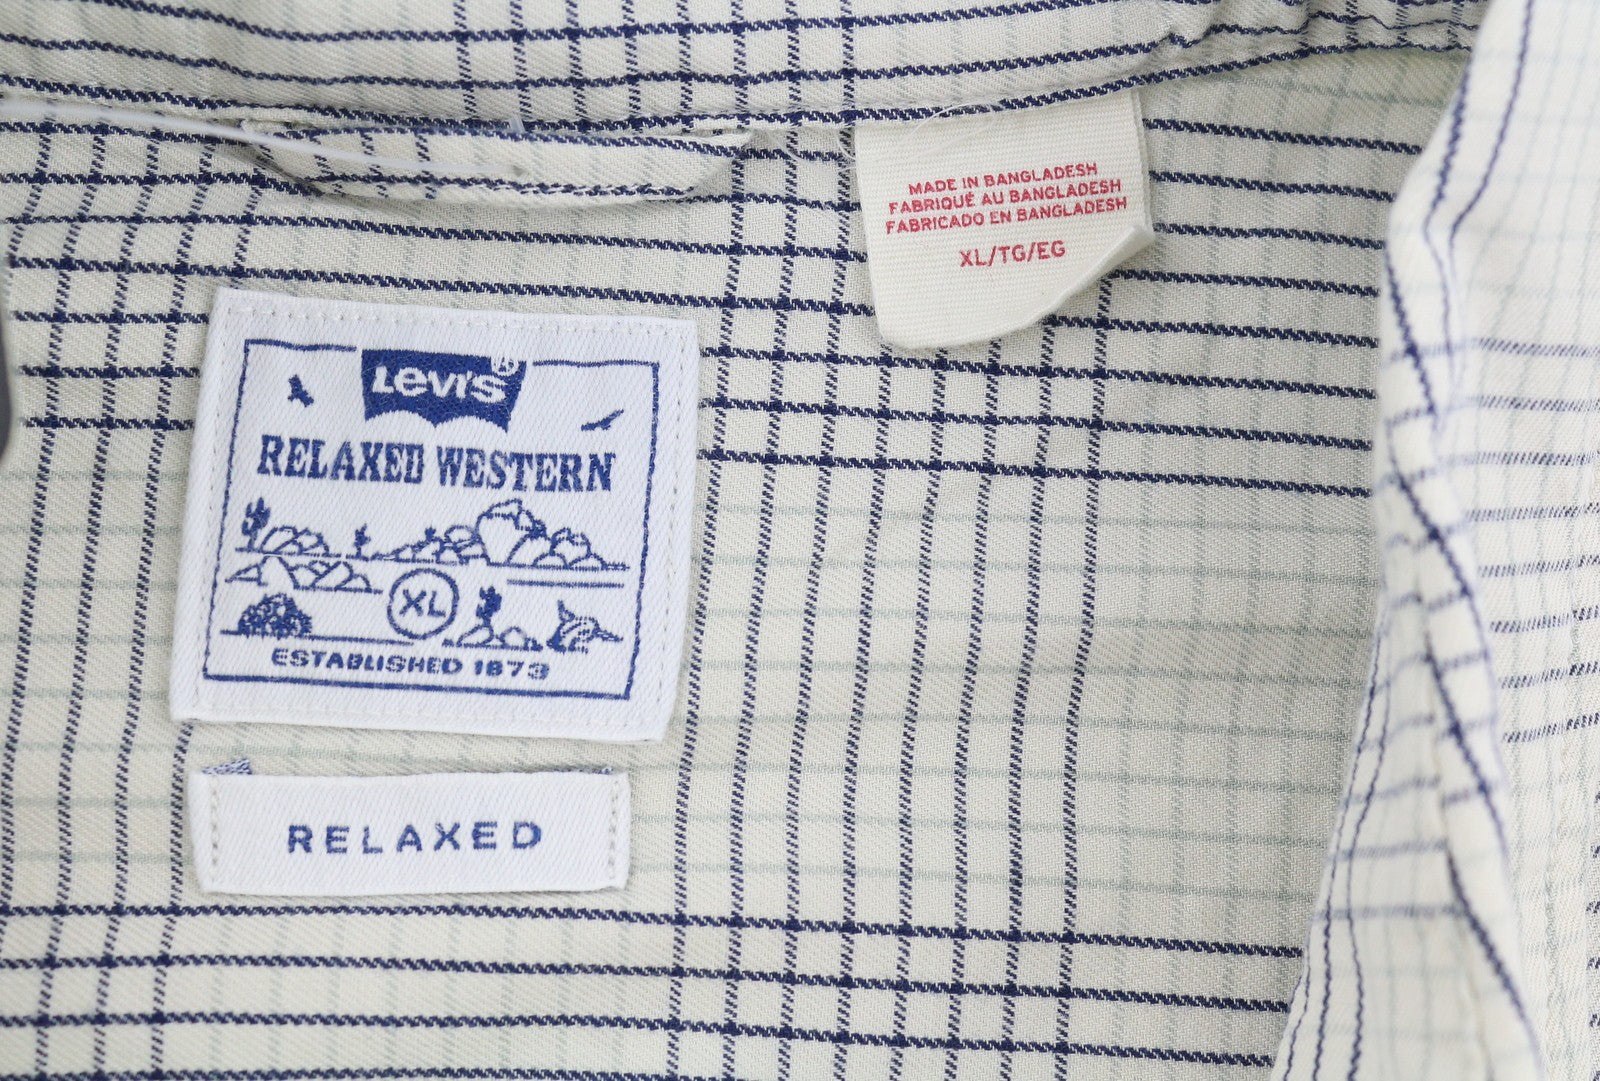 MADE IN BANGLADESH
FABRIQUÉ AU BANGLADESH
FABRICADO EN BANGLADESH
XL/TG/EG
Levi's®
RELAXED WESTERN
XL
ESTABLISHED 1873
RELAXED